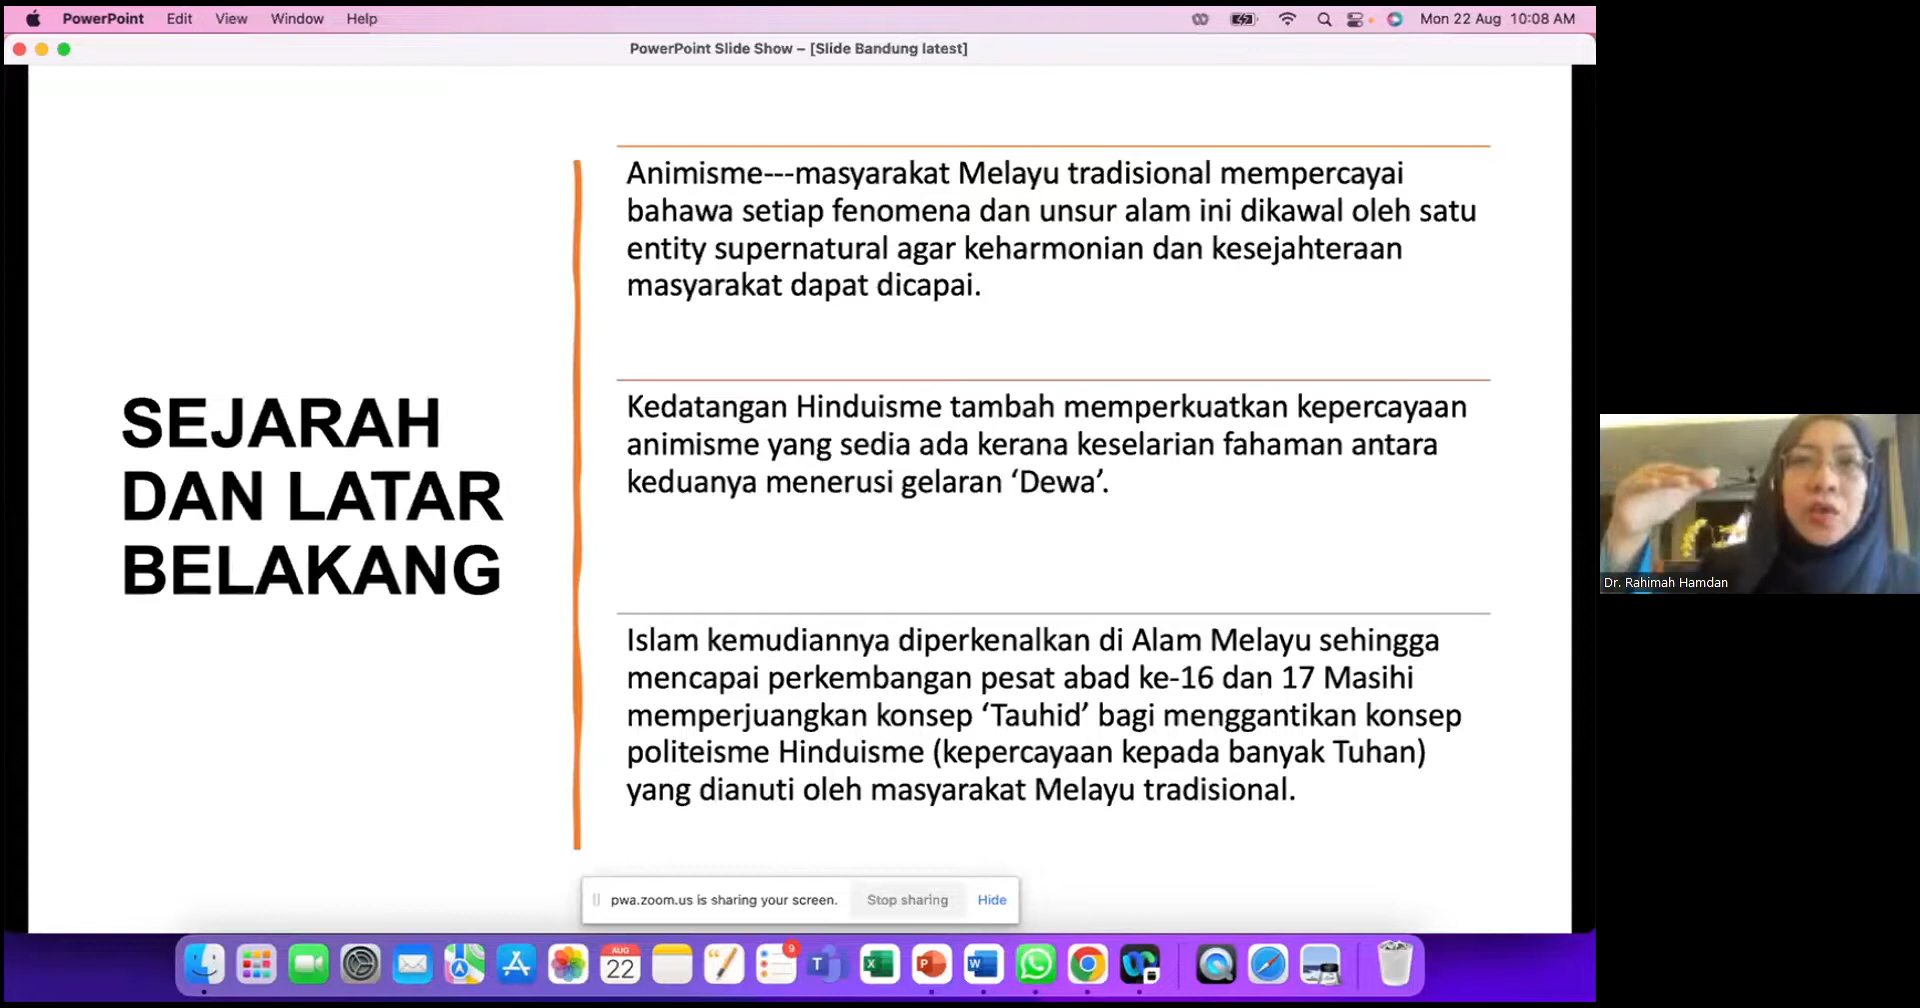 PowerPoint Edit View Window Help
Mon 22 Aug 10:08 AM
PowerPoint Slide Show – [Slide Bandung latest]
SEJARAH
DAN LATAR
BELAKANG
Animisme---masyarakat Melayu tradisional mempercayai
bahawa setiap fenomena dan unsur alam ini dikawal oleh satu
entity supernatural agar keharmonian dan kesejahteraan
masyarakat dapat dicapai.
Kedatangan Hinduisme tambah memperkuatkan kepercayaan
animisme yang sedia ada kerana keselarian fahaman antara
keduanya menerusi gelaran ‘Dewa’.
Islam kemudiannya diperkenalkan di Alam Melayu sehingga
mencapai perkembangan pesat abad ke-16 dan 17 Masihi
memperjuangkan konsep ‘Tauhid’ bagi menggantikan konsep
politeisme Hinduisme (kepercayaan kepada banyak Tuhan)
yang dianuti oleh masyarakat Melayu tradisional.
Dr. Rahimah Hamdan
pwa.zoom.us is sharing your screen. Stop sharing Hide
AUG
22
9
T
X
P
W